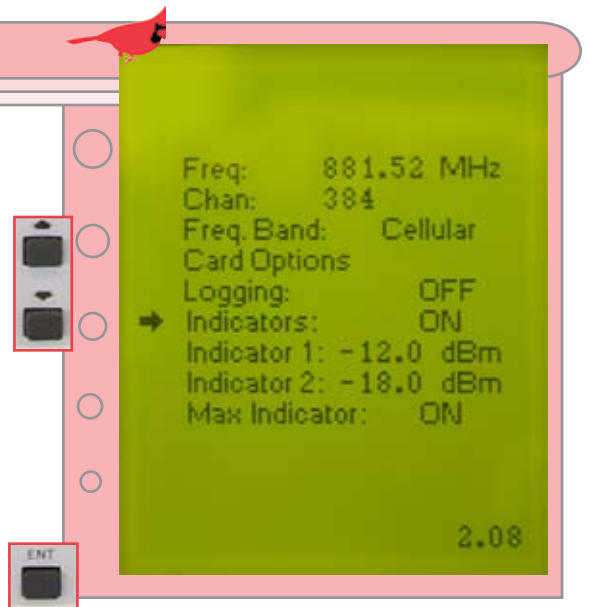 Freq: 881.52 MHz
Chan: 384
Freq. Band: Cellular
Card Options
Logging: OFF
Indicators: ON
Indicator 1: -12.0 dBm
Indicator 2: -18.0 dBm
Max Indicator: ON
2.08
ENT